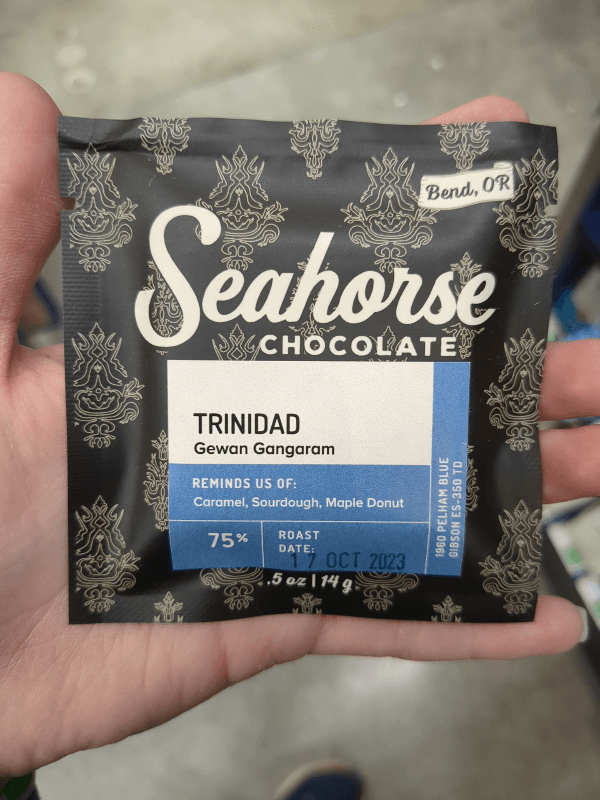 Bend, OR
Seahorse
CHOCOLATE
TRINIDAD
Gewan Gangaram
REMINDS US OF:
Caramel, Sourdough, Maple Donut
75%
ROAST
DATE:
17 OCT 2023
1960 PELHAM BLUE
GIBSON ES-350 TD
.5 oz | 14 g